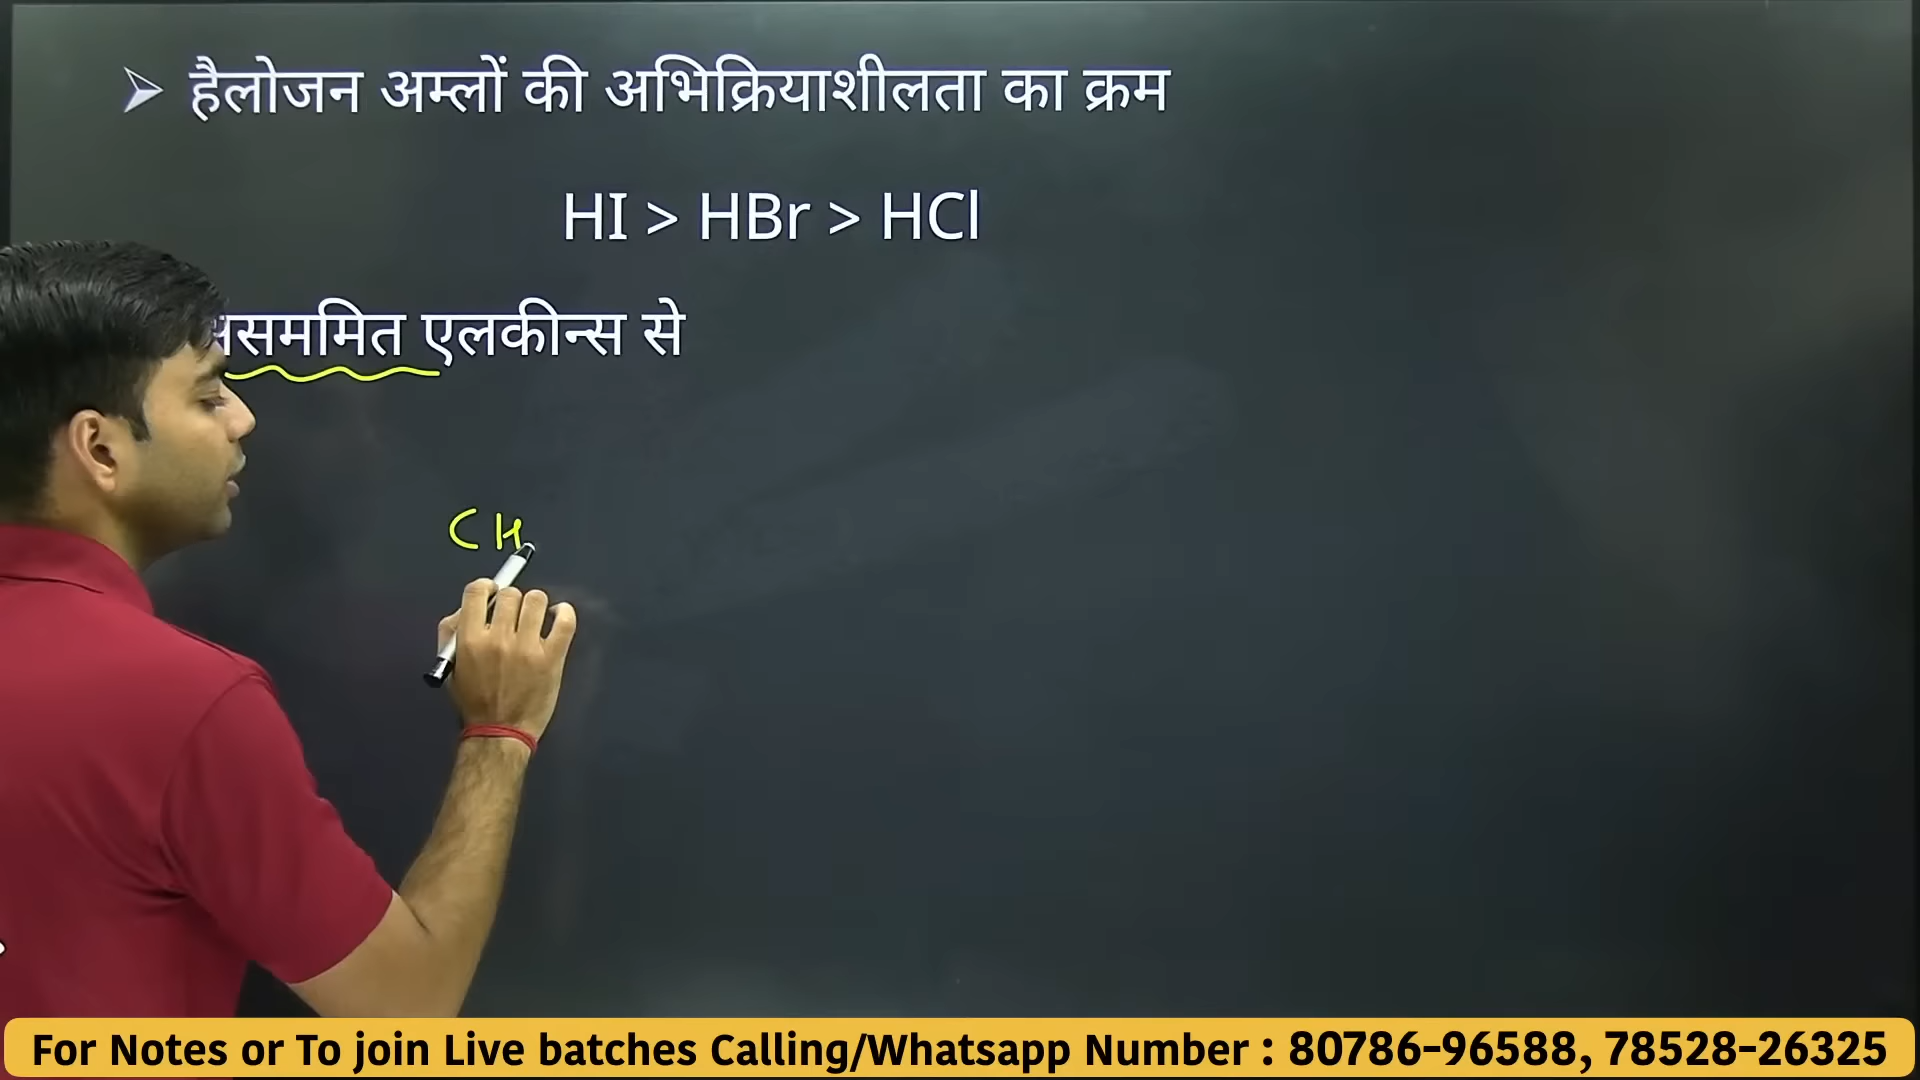 ➢ हैलोजन अम्लों की अभिक्रियाशीलता का क्रम
HI > HBr > HCl
एलकीन्स से
CH
For Notes or To join Live batches Calling/Whatsapp Number : 80786-96588, 78528-26325